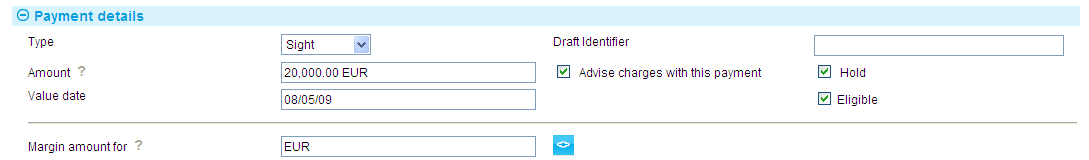 Payment details
Type Sight Draft Identifier
Amount ? 20,000.00 EUR Advise charges with this payment Hold
Value date 08/05/09 Eligible
Margin amount for ? EUR <>